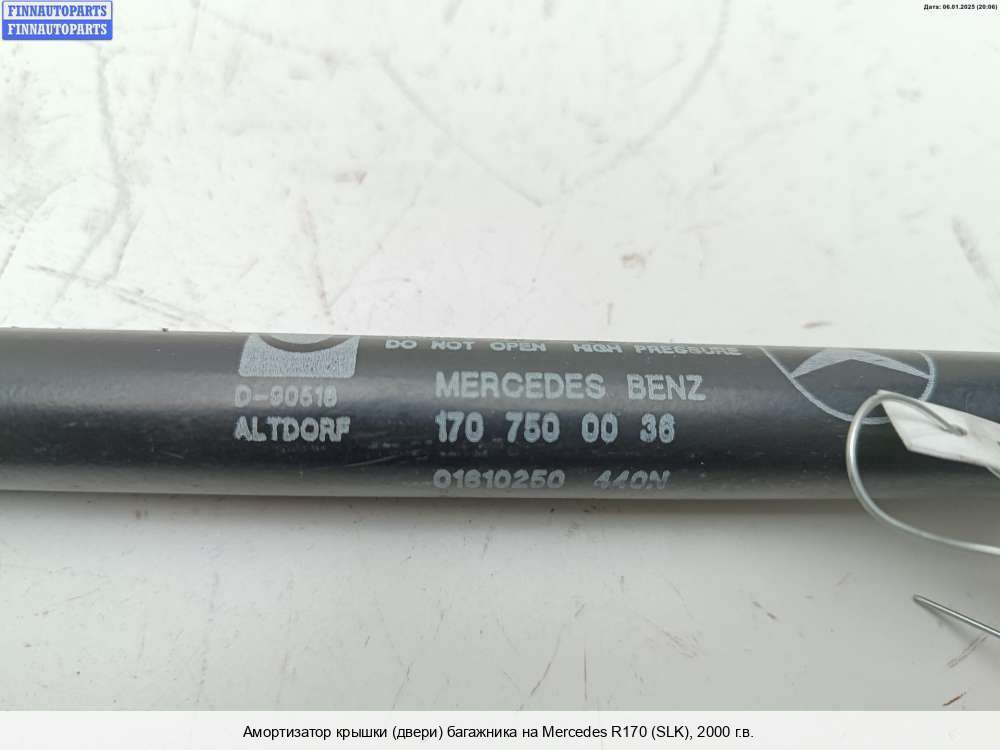 FINNAUTOPARTS
FINNAUTOPARTS
Дата: 06.01.2025 (20:06)
DO NOT OPEN HIGH PRESSURE
D-90518
ALTDORF
MERCEDES BENZ
170 750 00 36
01610250 440N
Амортизатор крышки (двери) багажника на Mercedes R170 (SLK), 2000 г.в.